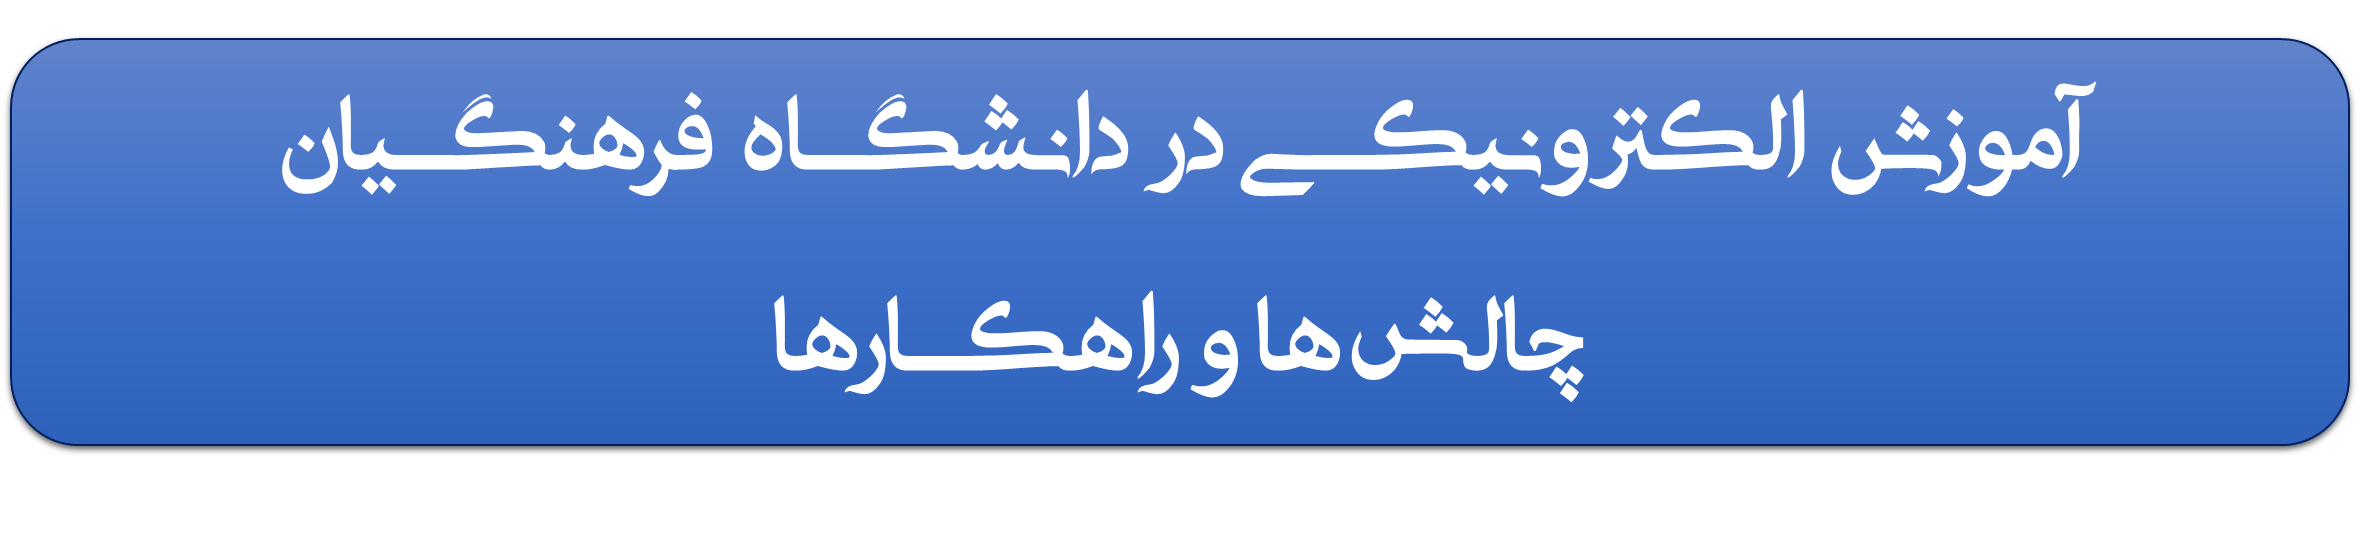 آموزش الکترونیکی در دانشگاه فرهنگیان
چالش‌ها و راهکارها